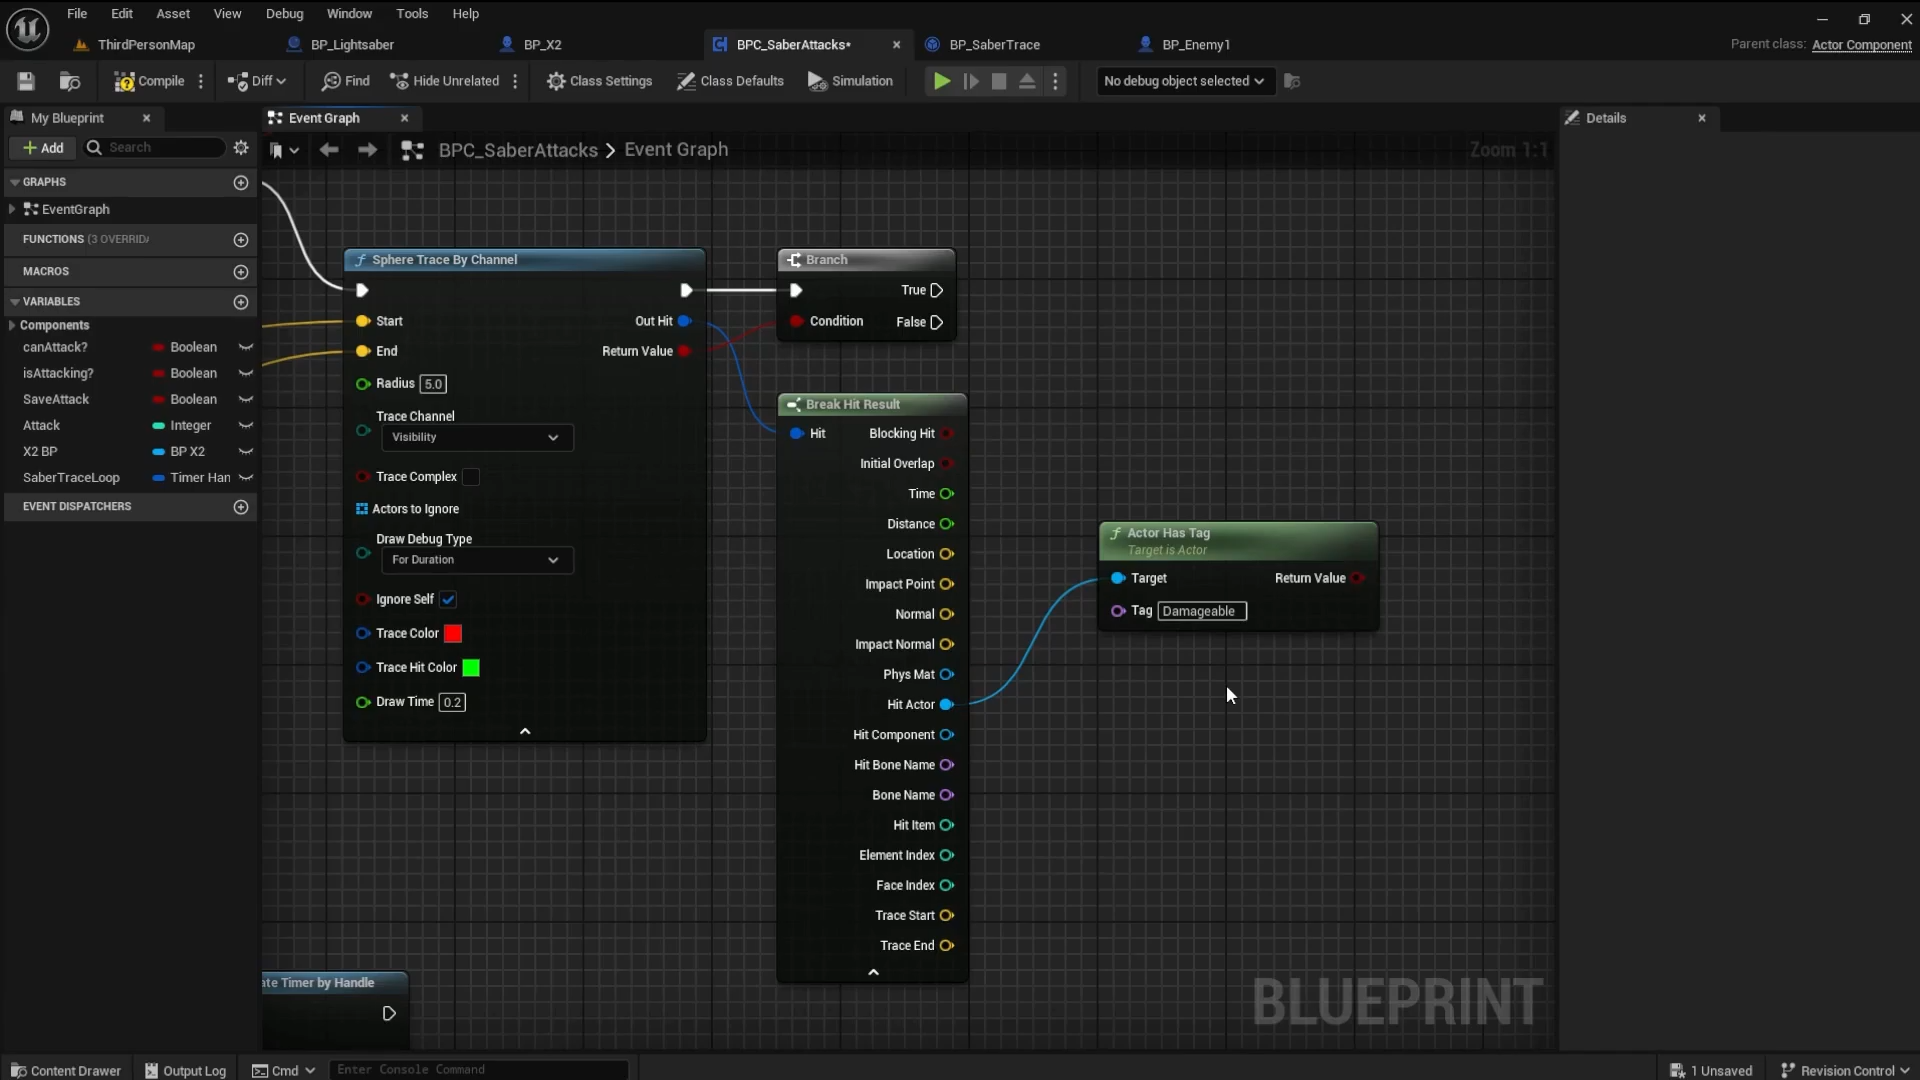 File Edit Asset View Debug Window Tools Help
ThirdPersonMap BP_Lightsaber BP_X2 BPC_SaberAttacks* BP_SaberTrace BP_Enemy1 Parent class: Actor Component
Compile Diff Find Hide Unrelated Class Settings Class Defaults Simulation No debug object selected
My Blueprint Event Graph Details
Add Search BPC_SaberAttacks > Event Graph Zoom 1:1
GRAPHS
EventGraph
FUNCTIONS (3 OVERRIDA
MACROS
VARIABLES
Components
canAttack? Boolean
isAttacking? Boolean
SaveAttack Boolean
Attack Integer
X2 BP BP X2
SaberTraceLoop Timer Han
EVENT DISPATCHERS
Sphere Trace By Channel
Start Out Hit
End Return Value
Radius 5.0
Trace Channel
Visibility
Trace Complex
Actors to Ignore
Draw Debug Type
For Duration
Ignore Self
Trace Color
Trace Hit Color
Draw Time 0.2
Branch
True
Condition False
Break Hit Result
Hit Blocking Hit
Initial Overlap
Time
Distance
Location
Impact Point
Normal
Impact Normal
Phys Mat
Hit Actor
Hit Component
Hit Bone Name
Bone Name
Hit Item
Element Index
Face Index
Trace Start
Trace End
Actor Has Tag
Target is Actor
Target Return Value
Tag Damageable
ate Timer by Handle
BLUEPRINT
Content Drawer Output Log Cmd Enter Console Command 1 Unsaved Revision Control